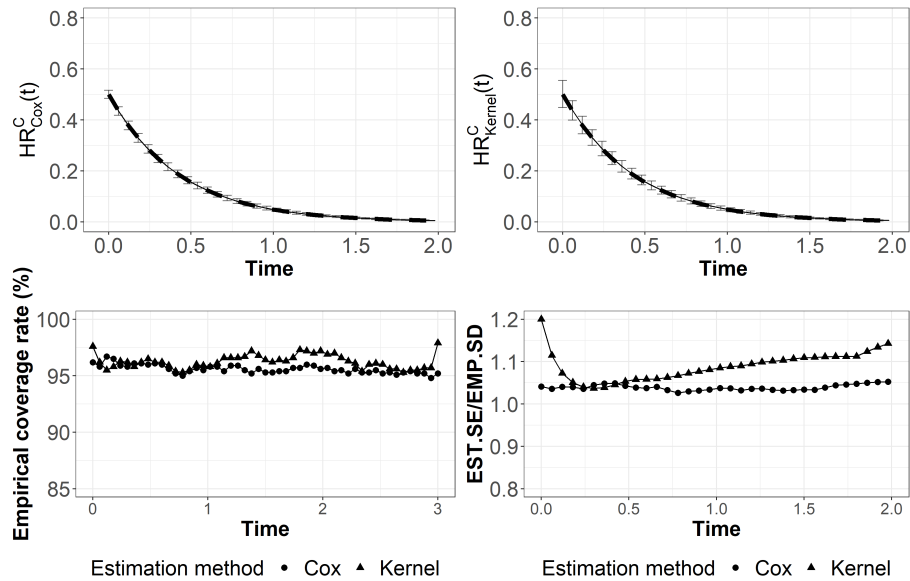 HR^C_Cox(t)
0.8
0.6
0.4
0.2
0.0
0.0 0.5 1.0 1.5 2.0
Time
HR^C_Kernel(t)
0.8
0.6
0.4
0.2
0.0
0.0 0.5 1.0 1.5 2.0
Time
Empirical coverage rate (%)
100
95
90
85
0 1 2 3
Time
Estimation method Cox Kernel
EST.SE/EMP.SD
1.2
1.1
1.0
0.9
0.8
0.0 0.5 1.0 1.5 2.0
Time
Estimation method Cox Kernel